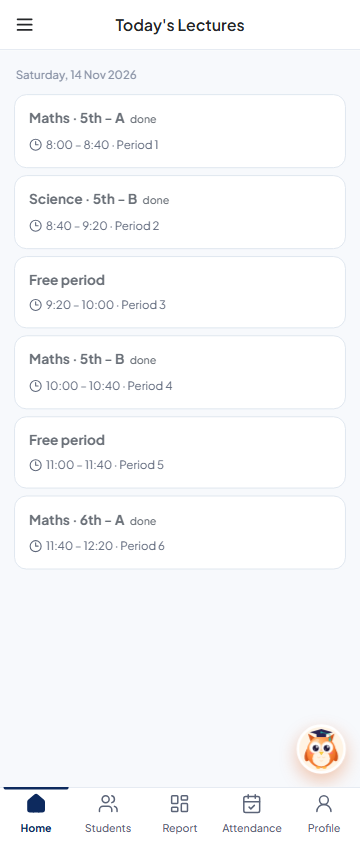 Today's Lectures
Saturday, 14 Nov 2026
Maths · 5th – A done
8:00 – 8:40 · Period 1
Science · 5th – B done
8:40 – 9:20 · Period 2
Free period
9:20 – 10:00 · Period 3
Maths · 5th – B done
10:00 – 10:40 · Period 4
Free period
11:00 – 11:40 · Period 5
Maths · 6th – A done
11:40 – 12:20 · Period 6
Home Students Report Attendance Profile